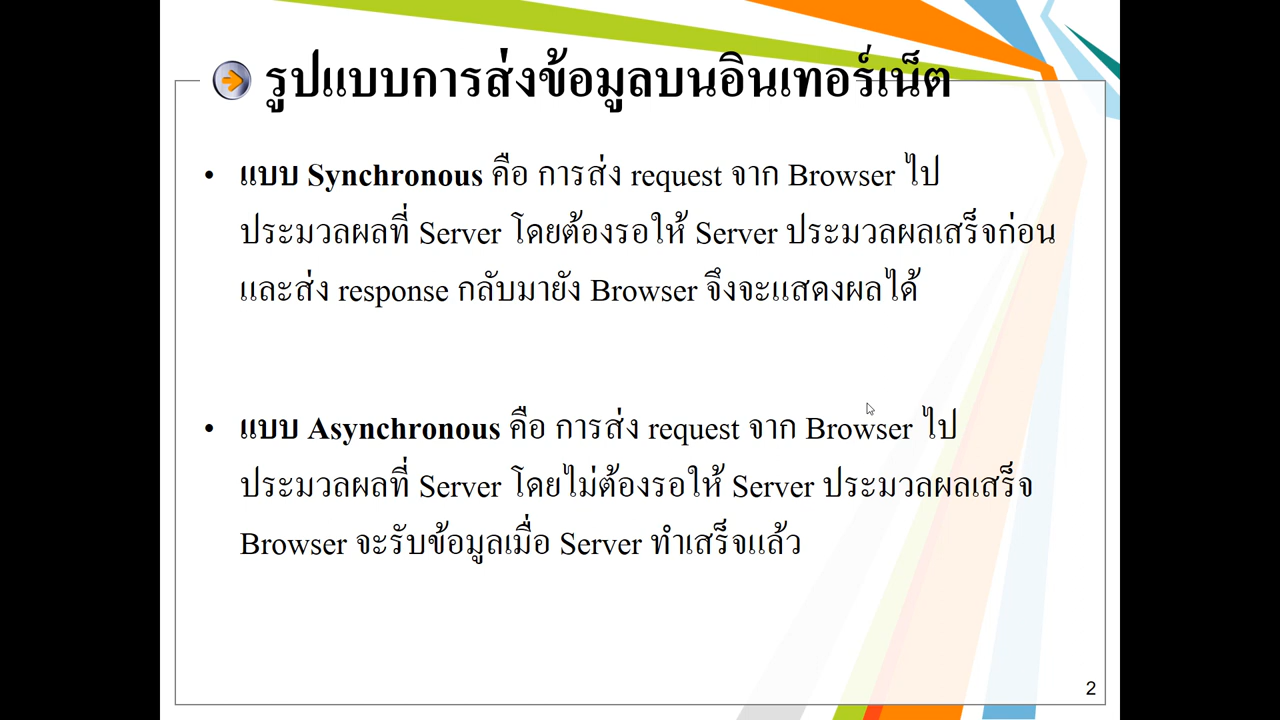 รูปแบบการส่งข้อมูลบนอินเทอร์เน็ต
• แบบ Synchronous คือ การส่ง request จาก Browser ไป
ประมวลผลที่ Server โดยต้องรอให้ Server ประมวลผลเสร็จก่อน
และส่ง response กลับมายัง Browser จึงจะแสดงผลได้
• แบบ Asynchronous คือ การส่ง request จาก Browser ไป
ประมวลผลที่ Server โดยไม่ต้องรอให้ Server ประมวลผลเสร็จ
Browser จะรับข้อมูลเมื่อ Server ทำเสร็จแล้ว
2